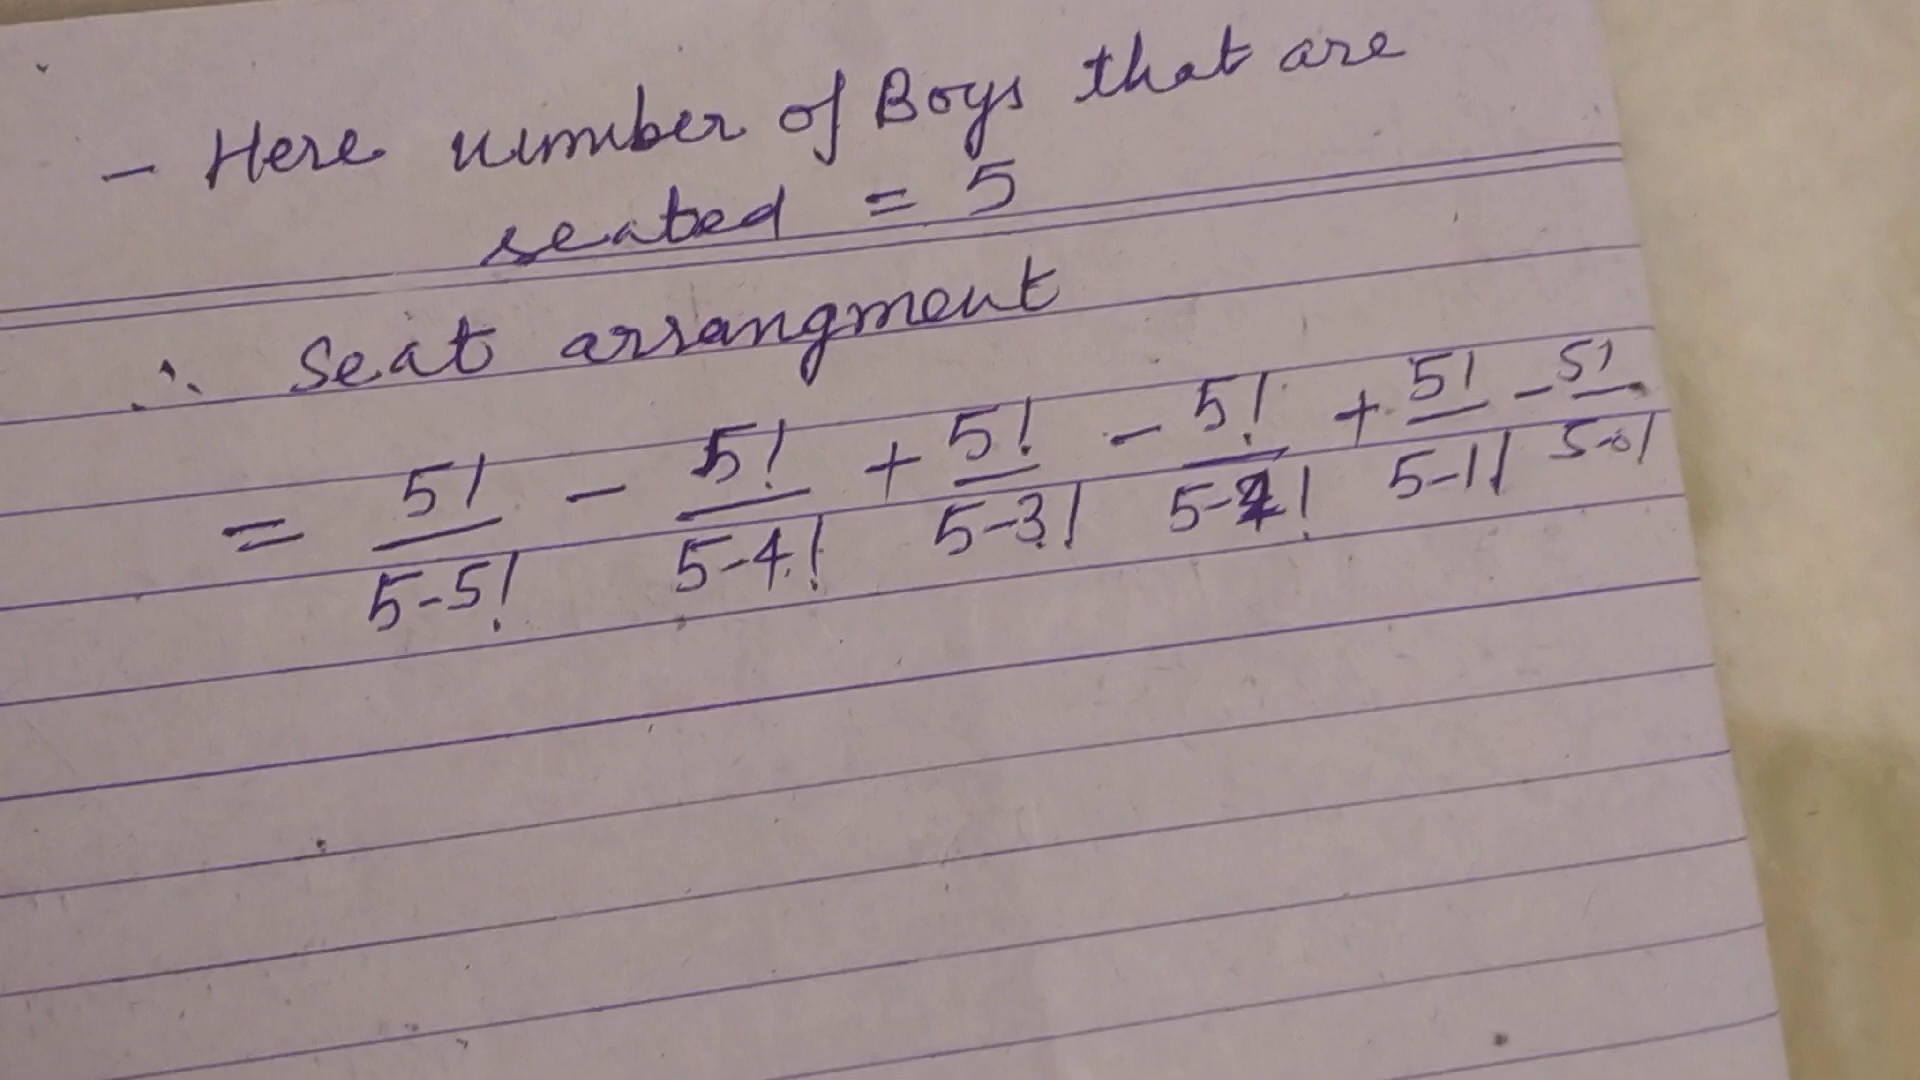 - Here number of Boys that are
seated = 5
∴ Seat arrangment
= 5!/5-5! - 5!/5-4! + 5!/5-3! - 5!/5-2! + 5!/5-1! - 5!/5-0!